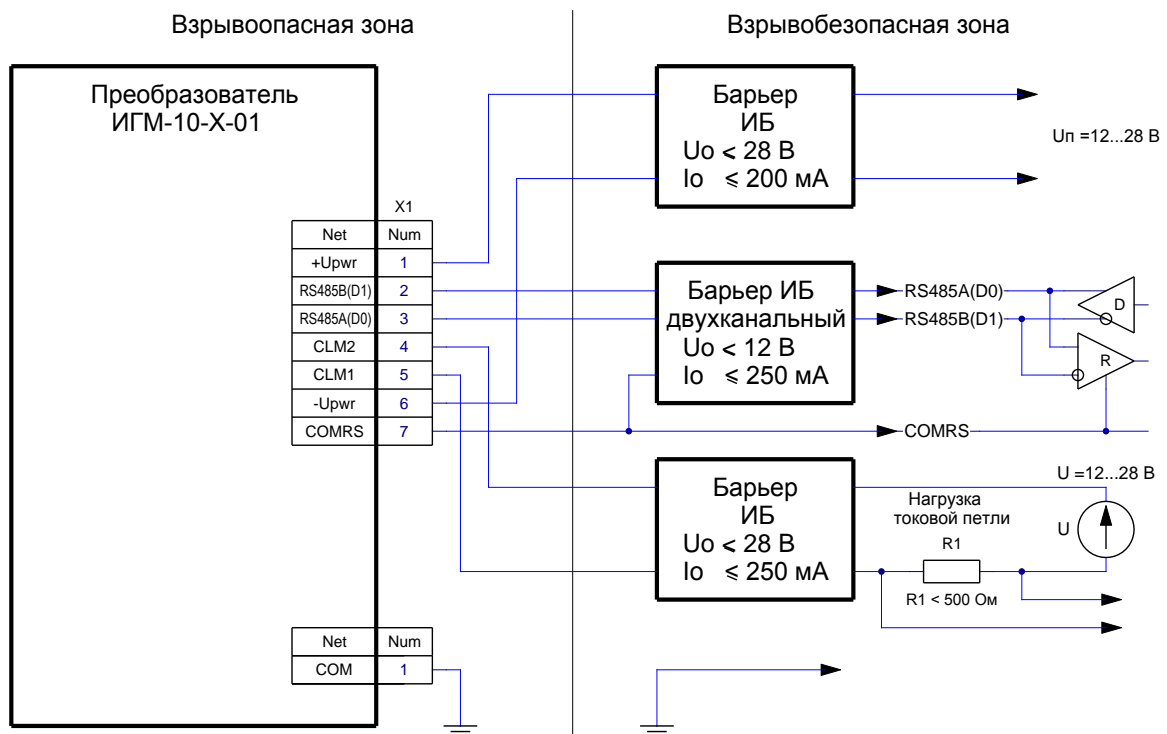 Взрывоопасная зона
Взрывобезопасная зона
Преобразователь
ИГМ-10-Х-01
Барьер
ИБ
Uo < 28 В
Io ⩽ 200 мА
Uп =12...28 В
X1
Net Num
+Upwr 1
RS485B(D1) 2
RS485A(D0) 3
CLM2 4
CLM1 5
-Upwr 6
COMRS 7
Барьер ИБ
двухканальный
Uo < 12 В
Io ⩽ 250 мА
RS485A(D0)
RS485B(D1)
D
R
COMRS
Барьер
ИБ
Uo < 28 В
Io ⩽ 250 мА
U =12...28 В
Нагрузка
токовой петли
U
R1
R1 < 500 Ом
Net Num
COM 1